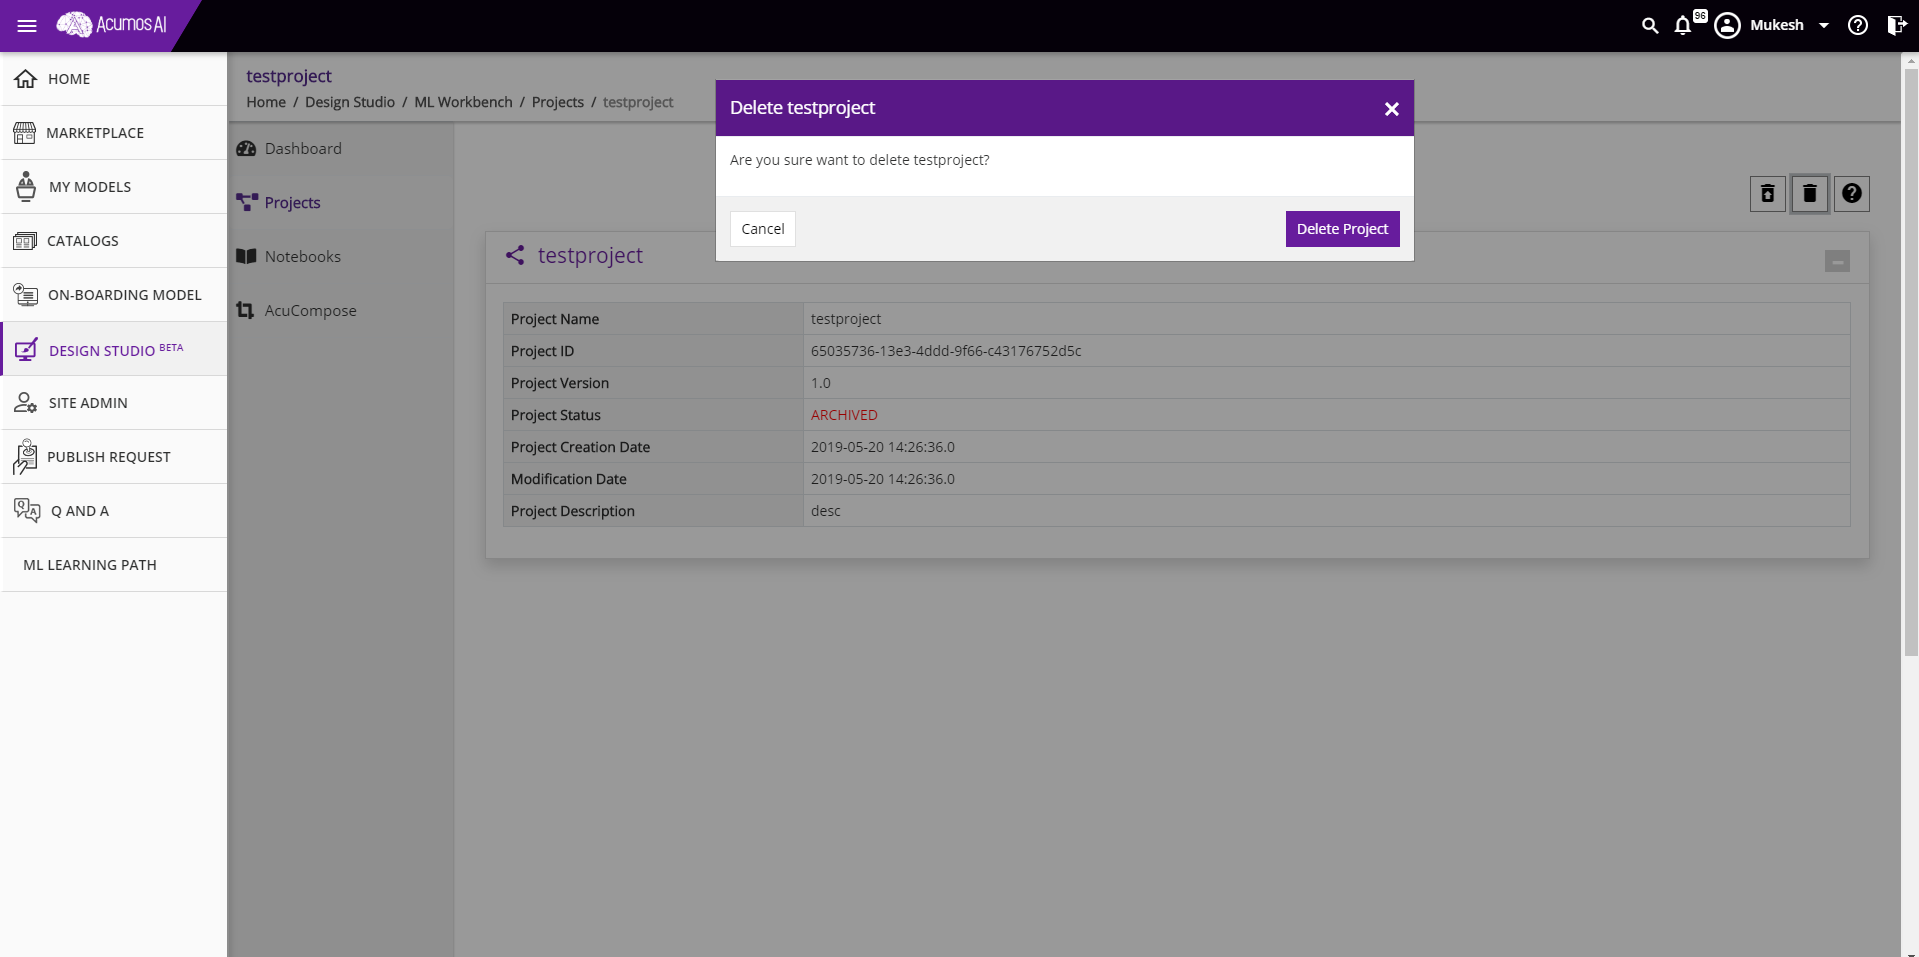 Acumos AI
96
Mukesh
HOME
MARKETPLACE
MY MODELS
CATALOGS
ON-BOARDING MODEL
DESIGN STUDIO BETA
SITE ADMIN
PUBLISH REQUEST
Q AND A
ML LEARNING PATH
testproject
Home / Design Studio / ML Workbench / Projects / testproject
Dashboard
Projects
Notebooks
AcuCompose
Delete testproject
Are you sure want to delete testproject?
Cancel
Delete Project
testproject
Project Name testproject
Project ID 65035736-13e3-4ddd-9f66-c43176752d5c
Project Version 1.0
Project Status ARCHIVED
Project Creation Date 2019-05-20 14:26:36.0
Modification Date 2019-05-20 14:26:36.0
Project Description desc